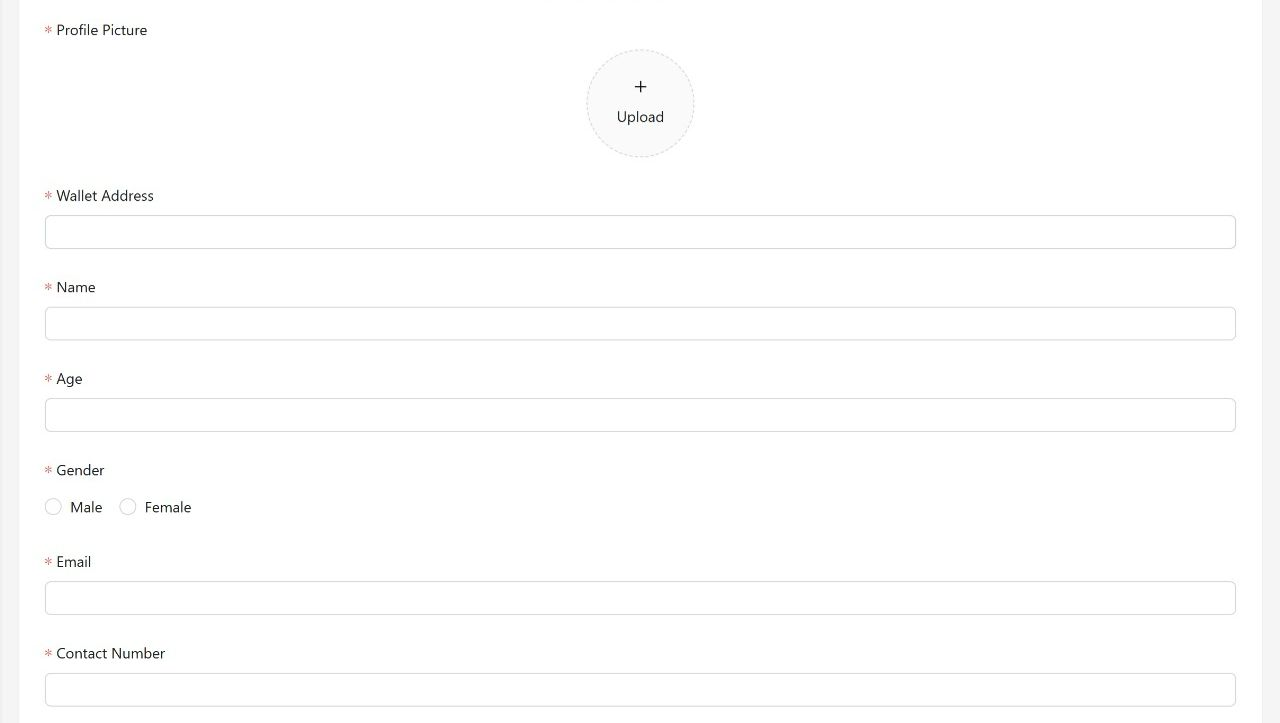 * Profile Picture
+
Upload
* Wallet Address
* Name
* Age
* Gender
Male Female
* Email
* Contact Number